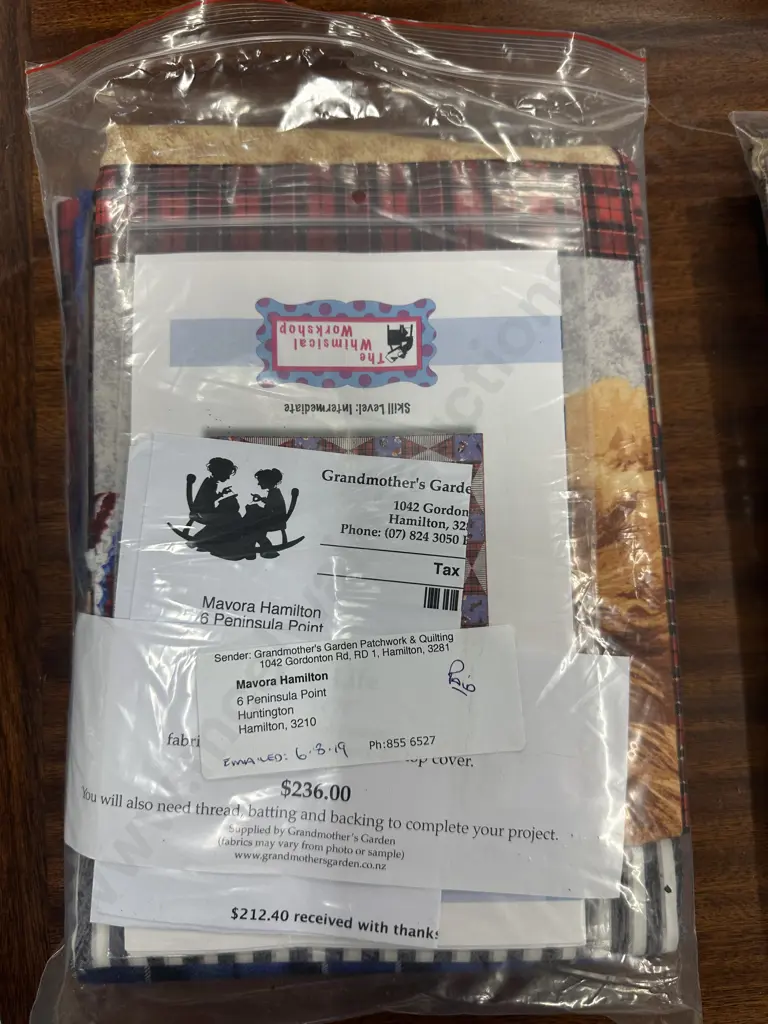 The
Whimsical
Workshop
Skill Level: Intermediate
Grandmother's Garde
1042 Gordon
Hamilton, 32
Phone: (07) 824 3050
Tax
Mavora Hamilton
6 Peninsula Point
Sender: Grandmother's Garden Patchwork & Quilting
1042 Gordonton Rd, RD 1, Hamilton, 3281
Mavora Hamilton
6 Peninsula Point
Huntington
Hamilton, 3210
Paid
EMAILED: 6.3.19 Ph:855 6527
fabri
top cover.
$236.00
You will also need thread, batting and backing to complete your project.
Supplied by Grandmother's Garden
(fabrics may vary from photo or sample)
www.grandmothersgarden.co.nz
$212.40 received with thanks